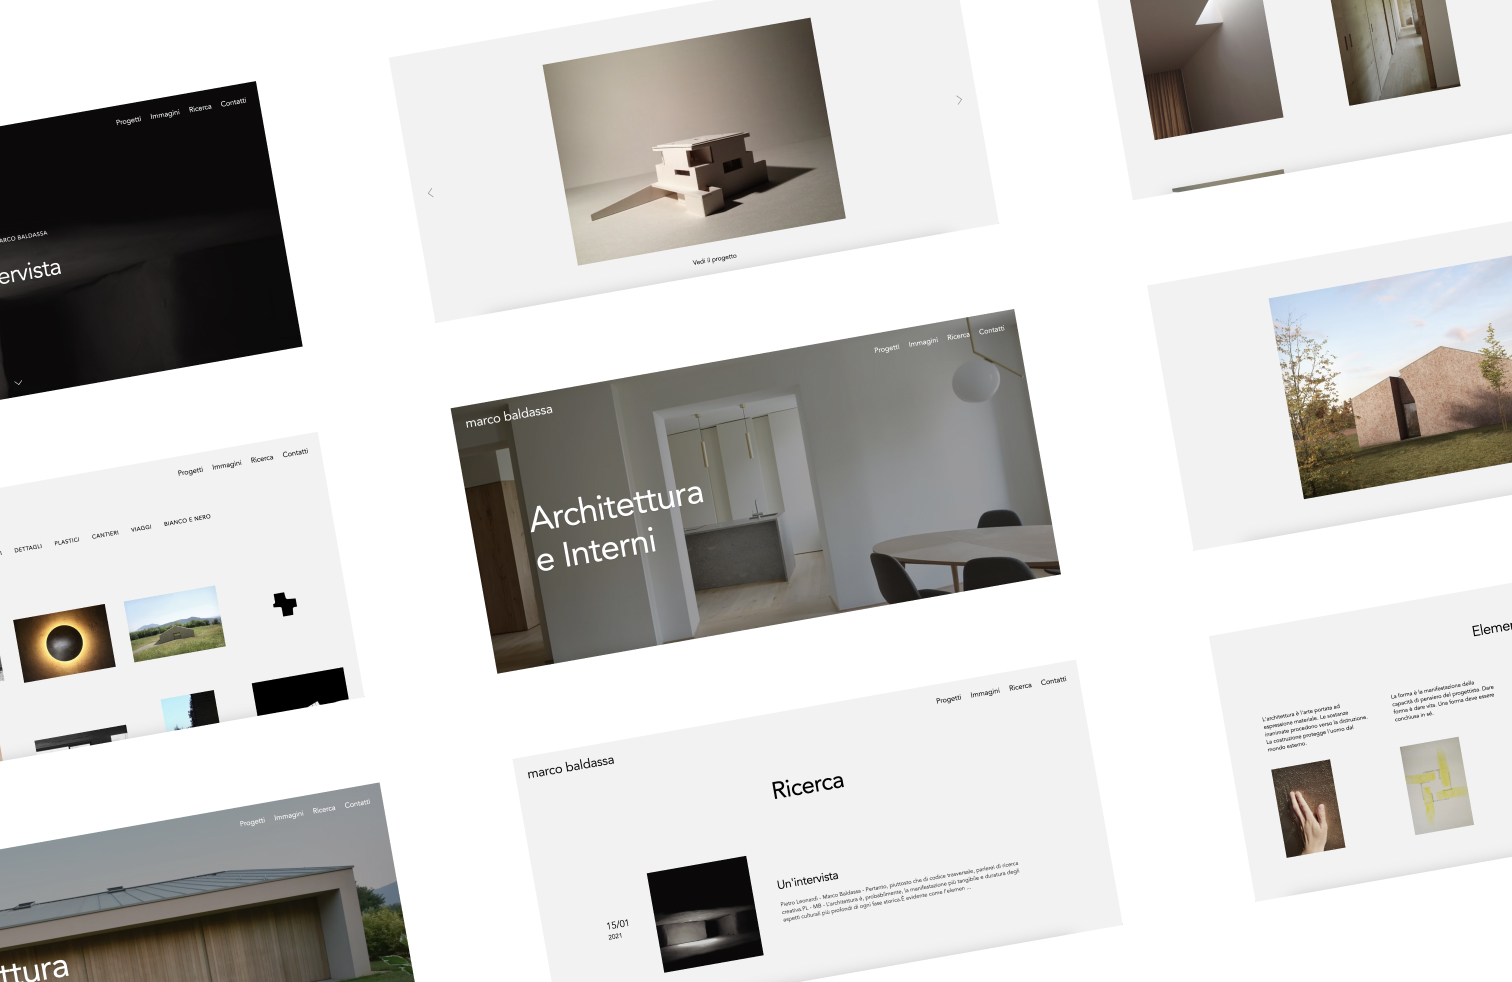 Progetti Immagini Ricerca Contatti
ARCO BALDASSA
ervista
Vedi il progetto
Progetti Immagini Ricerca Contatti
DETTAGLI PLASTICI CANTIERI VIAGGI BIANCO E NERO
Progetti Immagini Ricerca Contatti
marco baldassa
Architettura
e Interni
Progetti Immagini Ricerca Contatti
marco baldassa
Ricerca
15/01
2021
Un'intervista
Pietro Leonardi - Marco Baldassa - Pertanto, piuttosto che di codice trasversale, parlerei di ricerca
creativa.PL - MB - L'architettura è, probabilmente, la manifestazione più tangibile e duratura degli
aspetti culturali più profondi di ogni fase storica.È evidente come l'elemen ...
Progetti Immagini Ricerca Contatti
ttura
Elemen
L'architettura è l'arte portata ad
espressione materiale. Le sostanze
inanimate procedono verso la distruzione.
La costruzione protegge l'uomo dal
mondo esterno.
La forma è la manifestazione della
capacità di pensiero del progettista. Dare
forma è dare vita. Una forma deve essere
conchiusa in sé.